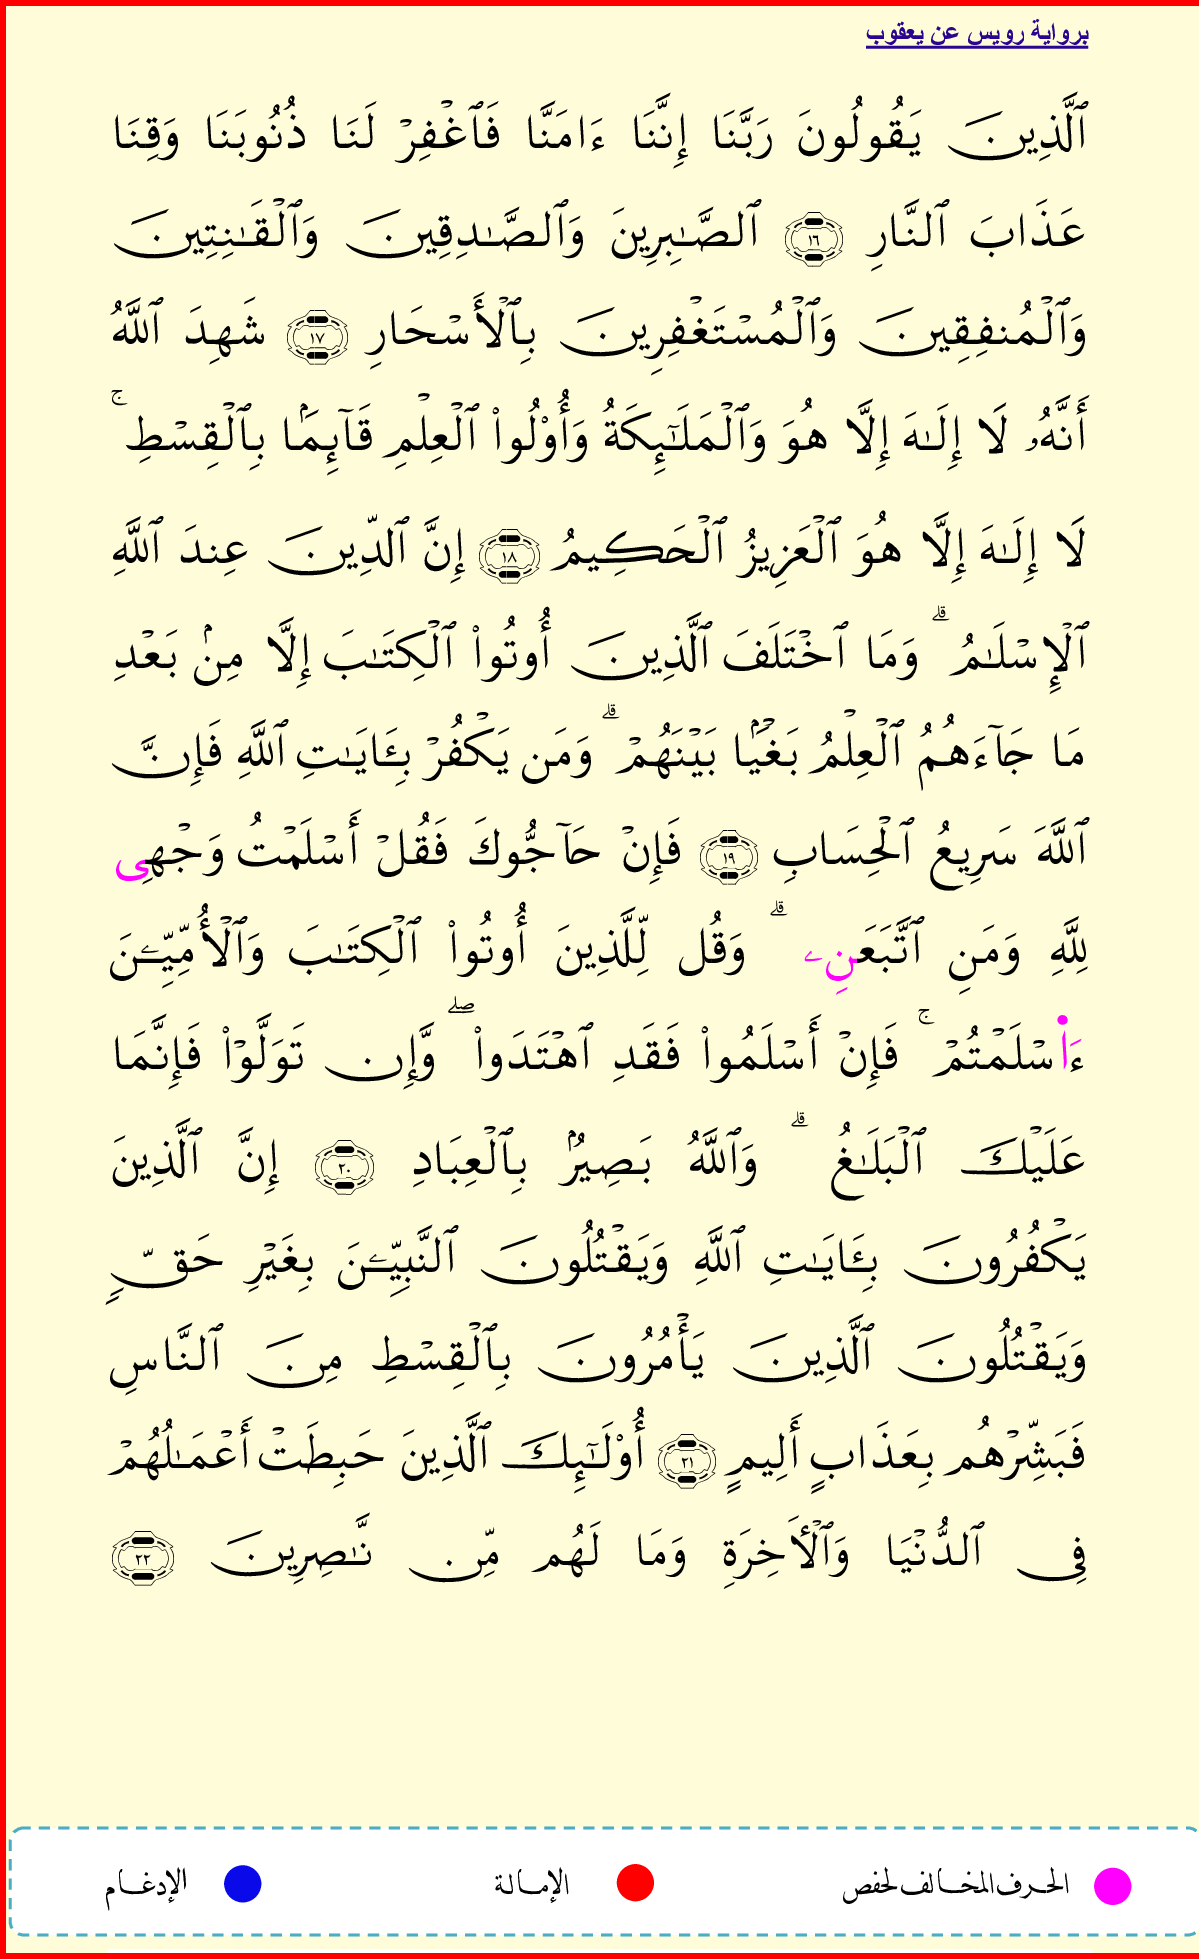 برواية رويس عن يعقوب
ٱلَّذِينَ يَقُولُونَ رَبَّنَا إِنَّنَا ءَامَنَّا فَٱغۡفِرۡ لَنَا ذُنُوبَنَا وَقِنَا
عَذَابَ ٱلنَّارِ ١٦ ٱلصَّـٰبِرِينَ وَٱلصَّـٰدِقِينَ وَٱلۡقَـٰنِتِينَ
وَٱلۡمُنفِقِينَ وَٱلۡمُسۡتَغۡفِرِينَ بِٱلۡأَسۡحَارِ ١٧ شَهِدَ ٱللَّهُ
أَنَّهُۥ لَا إِلَـٰهَ إِلَّا هُوَ وَٱلۡمَلَـٰٓئِكَةُ وَأُوْلُواْ ٱلۡعِلۡمِ قَآئِمَۢا بِٱلۡقِسۡطِۚ
لَا إِلَـٰهَ إِلَّا هُوَ ٱلۡعَزِيزُ ٱلۡحَكِيمُ ١٨ إِنَّ ٱلدِّينَ عِندَ ٱللَّهِ
ٱلۡإِسۡلَـٰمُۗ وَمَا ٱخۡتَلَفَ ٱلَّذِينَ أُوتُواْ ٱلۡكِتَـٰبَ إِلَّا مِنۢ بَعۡدِ
مَا جَآءَهُمُ ٱلۡعِلۡمُ بَغۡيَۢا بَيۡنَهُمۡۗ وَمَن يَكۡفُرۡ بِـَٔايَـٰتِ ٱللَّهِ فَإِنَّ
ٱللَّهَ سَرِيعُ ٱلۡحِسَابِ ١٩ فَإِنۡ حَآجُّوكَ فَقُلۡ أَسۡلَمۡتُ وَجۡهِى
لِلَّهِ وَمَنِ ٱتَّبَعَنِۦۗ وَقُل لِّلَّذِينَ أُوتُواْ ٱلۡكِتَـٰبَ وَٱلۡأُمِّيِّـۧنَ
ءَا۬سۡلَمۡتُمۡۚ فَإِنۡ أَسۡلَمُواْ فَقَدِ ٱهۡتَدَواْۖ وَّإِن تَوَلَّوۡاْ فَإِنَّمَا
عَلَيۡكَ ٱلۡبَلَـٰغُۗ وَٱللَّهُ بَصِيرُۢ بِٱلۡعِبَادِ ٢٠ إِنَّ ٱلَّذِينَ
يَكۡفُرُونَ بِـَٔايَـٰتِ ٱللَّهِ وَيَقۡتُلُونَ ٱلنَّبِيِّـۧنَ بِغَيۡرِ حَقّٖ
وَيَقۡتُلُونَ ٱلَّذِينَ يَأۡمُرُونَ بِٱلۡقِسۡطِ مِنَ ٱلنَّاسِ
فَبَشِّرۡهُم بِعَذَابٍ أَلِيمٍ ٢١ أُوْلَـٰٓئِكَ ٱلَّذِينَ حَبِطَتۡ أَعۡمَـٰلُهُمۡ
فِى ٱلدُّنۡيَا وَٱلۡأَخِرَةِ وَمَا لَهُم مِّن نَّـٰصِرِينَ ٢٢
الحرف المخالف لحفص الإمالة الإدغام